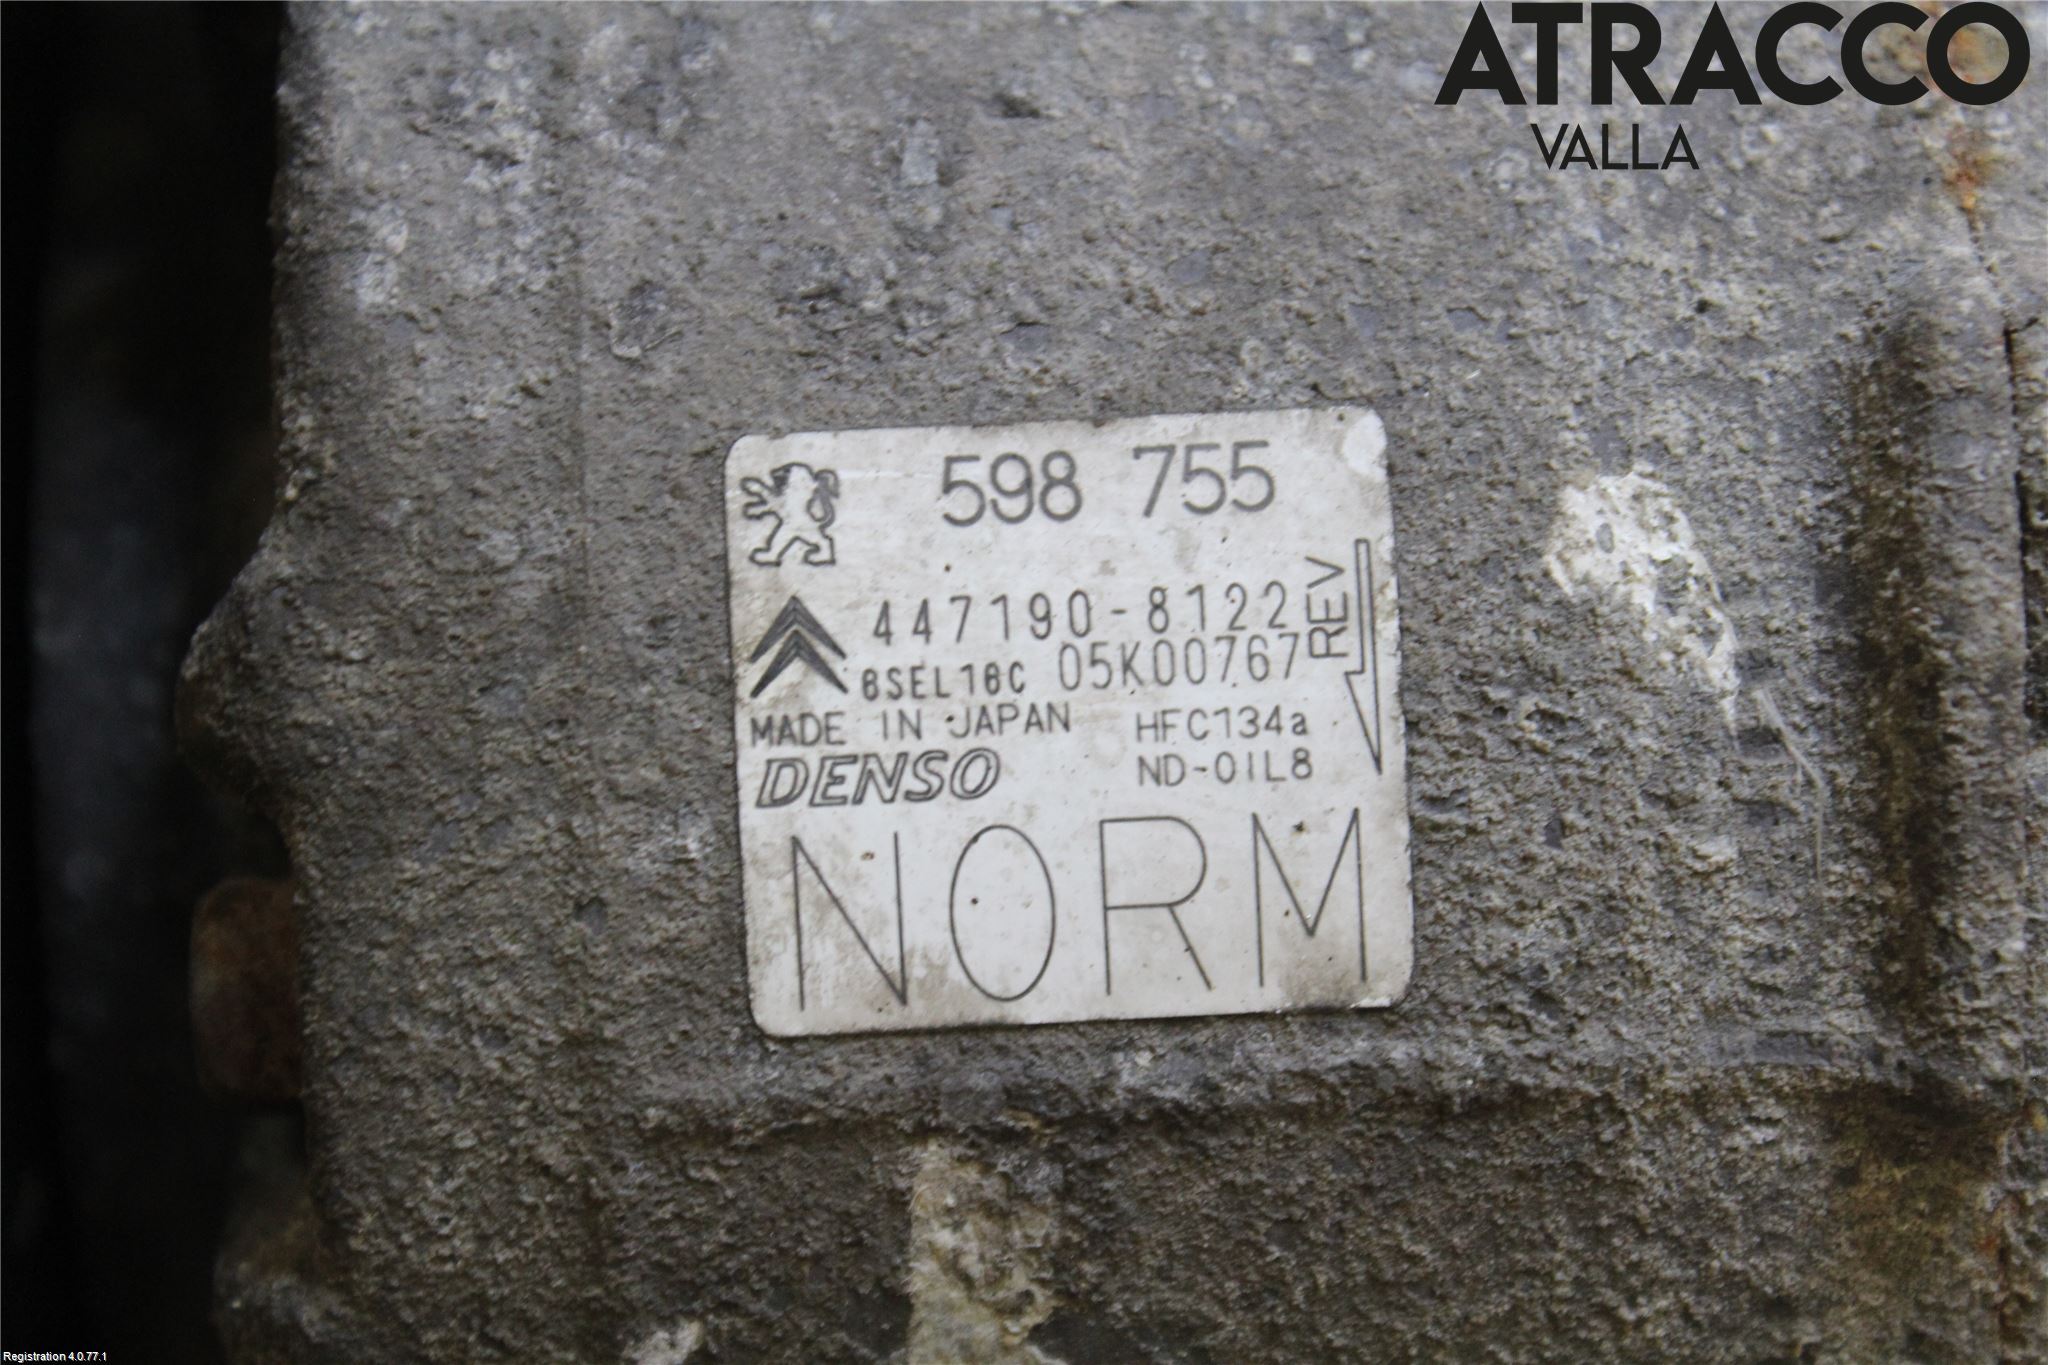 ATRACCO
VALLA
598 755
447190-8122
6SEL16C 05K00767
REV
MADE IN JAPAN HFC134a
DENSO ND-OIL8
NORM
Registration 4.0.77.1